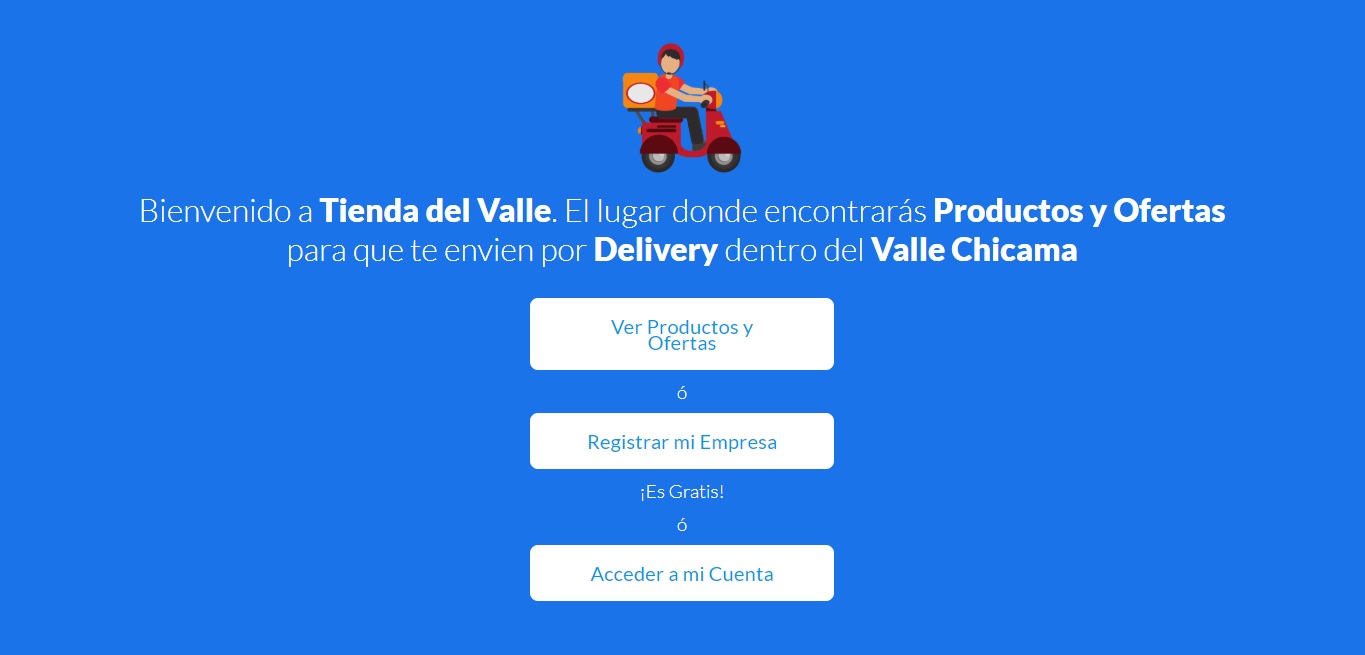 Bienvenido a Tienda del Valle. El lugar donde encontrarás Productos y Ofertas
para que te envien por Delivery dentro del Valle Chicama
Ver Productos y
Ofertas
ó
Registrar mi Empresa
¡Es Gratis!
ó
Acceder a mi Cuenta